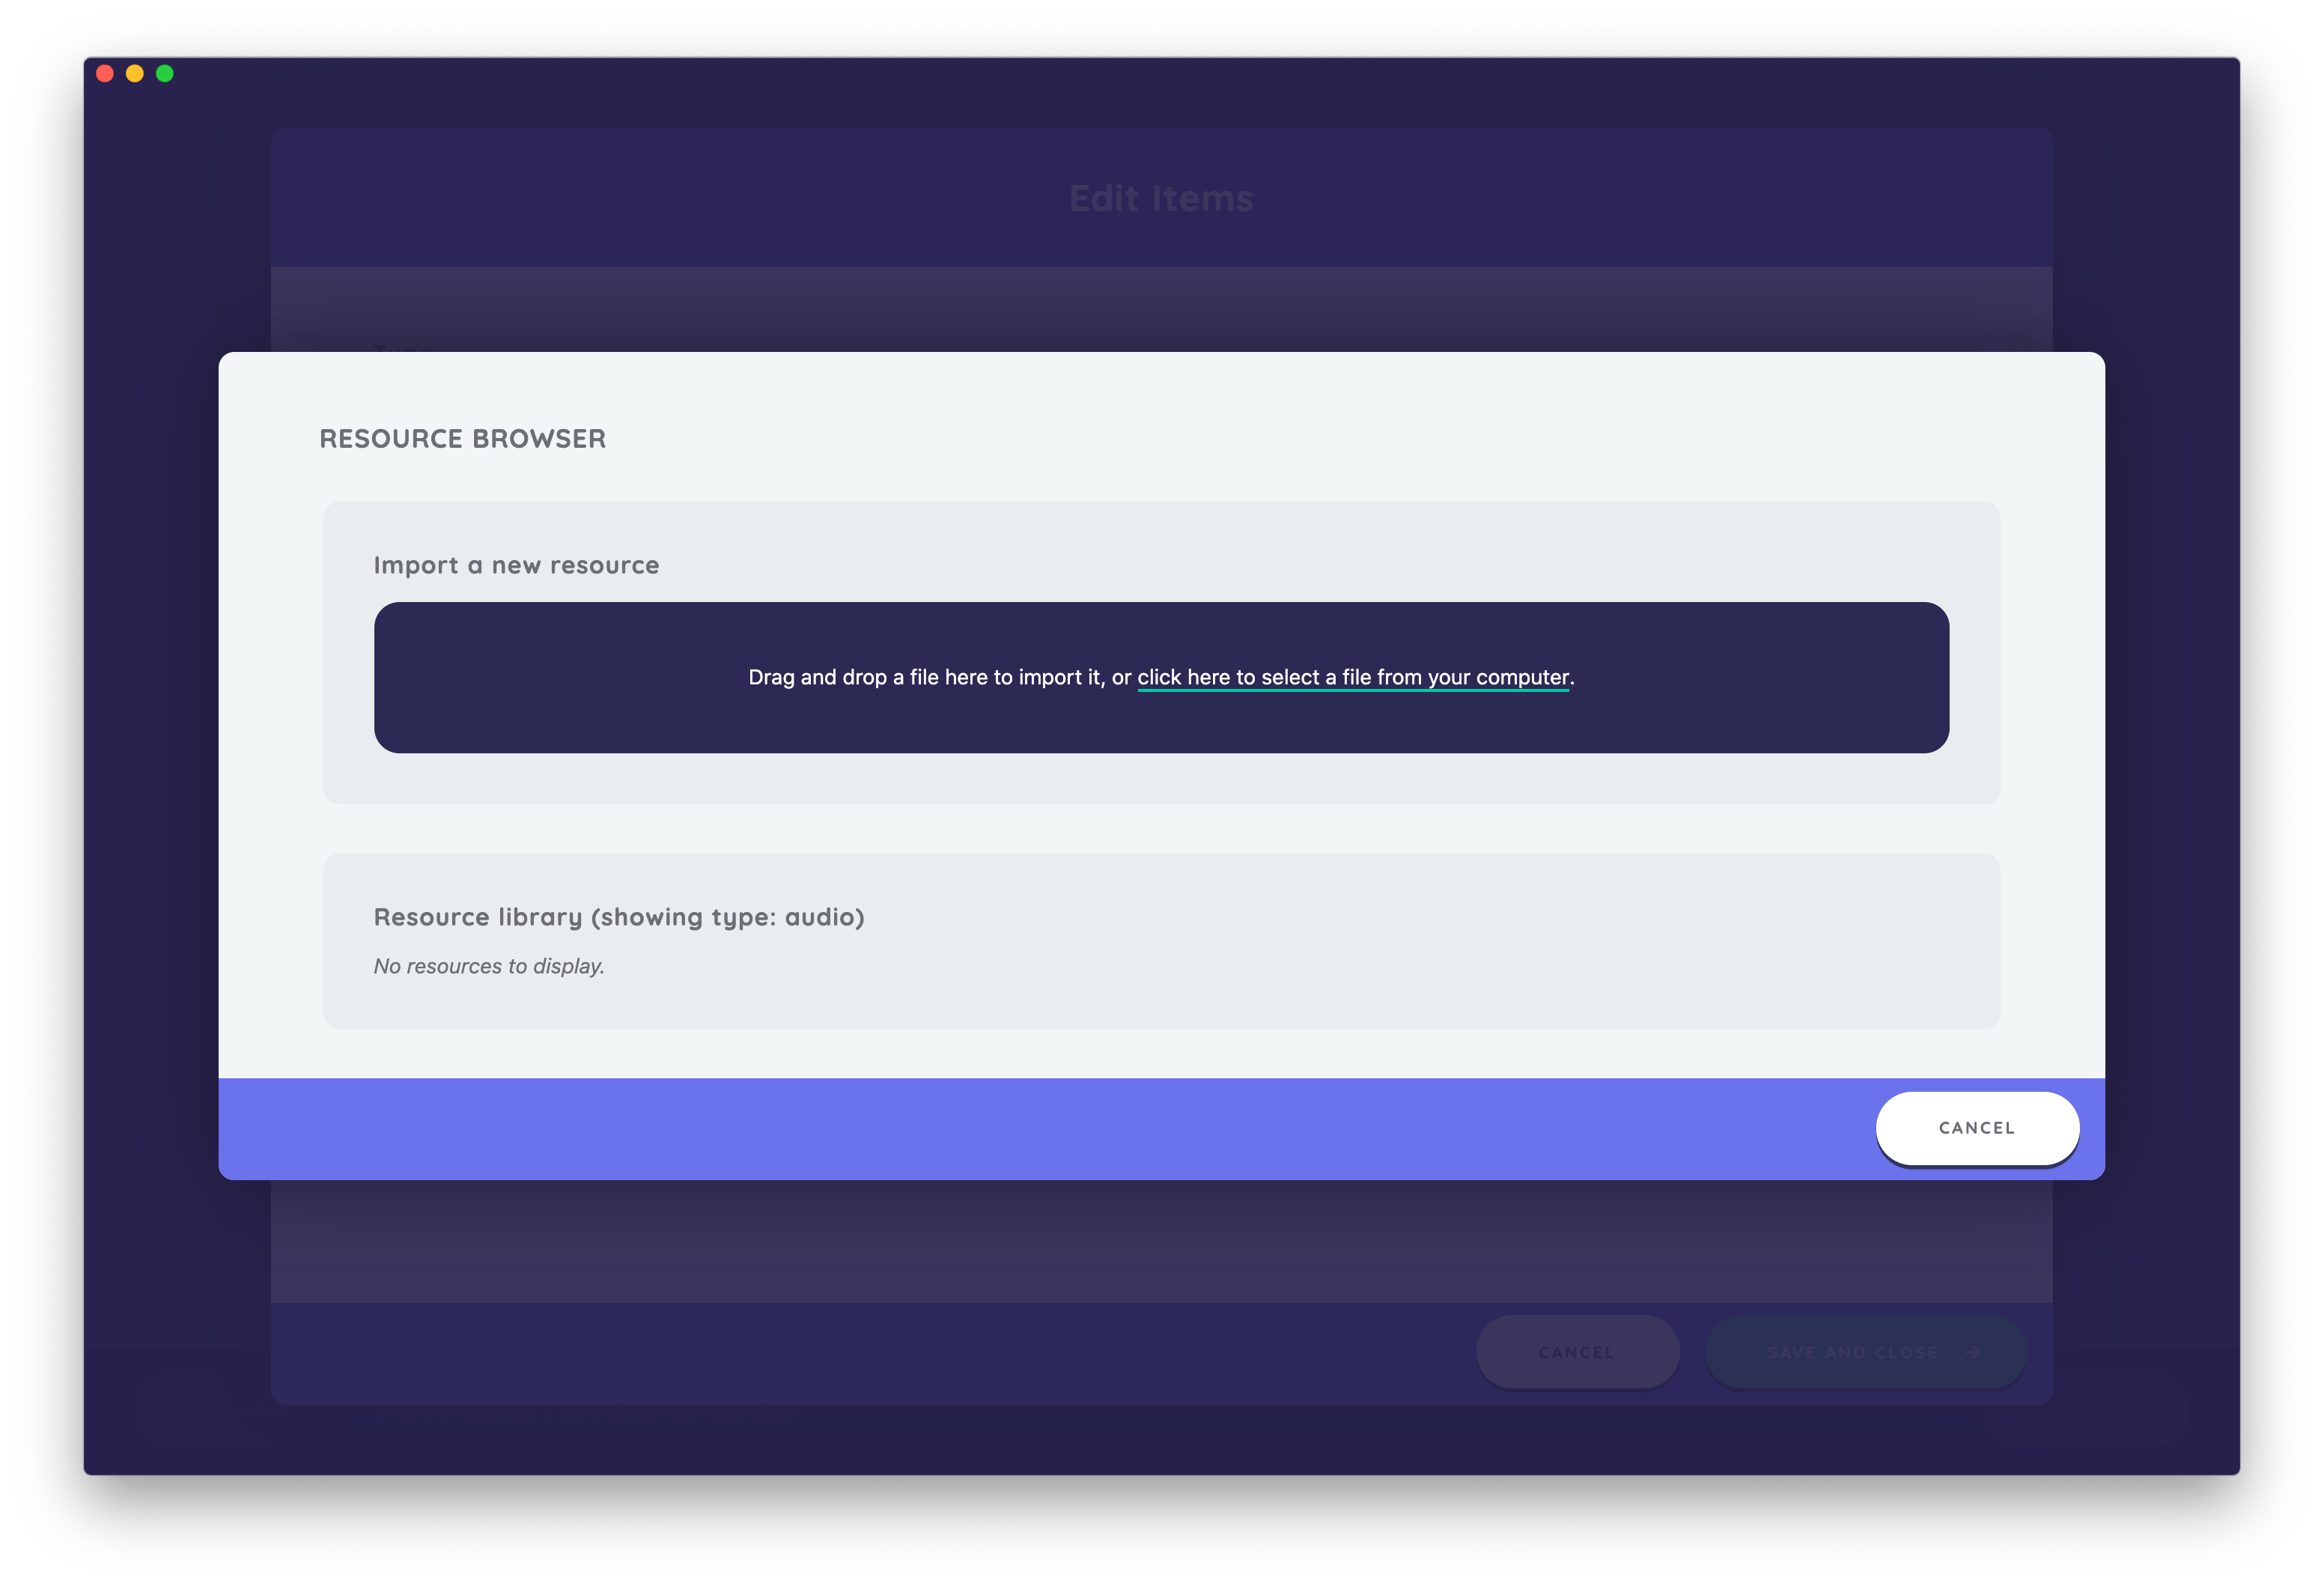 Edit Items
RESOURCE BROWSER
Import a new resource
Drag and drop a file here to import it, or click here to select a file from your computer.
Resource library (showing type: audio)
No resources to display.
CANCEL
CANCEL
SAVE AND CLOSE →